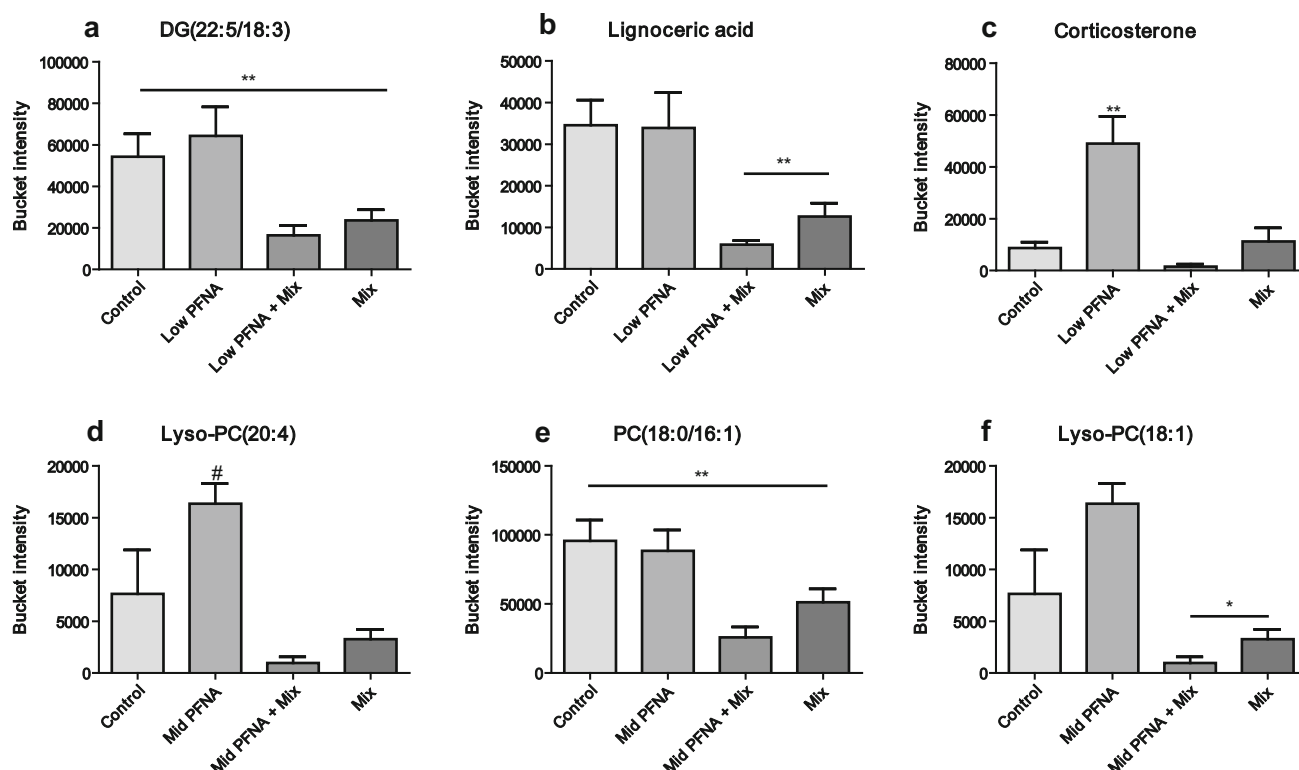 a DG(22:5/18:3)
Bucket intensity
100000
80000
60000
40000
20000
0
**
Control
Low PFNA
Low PFNA + Mix
Mix
b Lignoceric acid
Bucket intensity
50000
40000
30000
20000
10000
0
**
Control
Low PFNA
Low PFNA + Mix
Mix
c Corticosterone
Bucket intensity
80000
60000
40000
20000
0
**
Control
Low PFNA
Low PFNA + Mix
Mix
d Lyso-PC(20:4)
Bucket intensity
20000
15000
10000
5000
0
#
Control
Mid PFNA
Mid PFNA + Mix
Mix
e PC(18:0/16:1)
Bucket intensity
150000
100000
50000
0
**
Control
Mid PFNA
Mid PFNA + Mix
Mix
f Lyso-PC(18:1)
Bucket intensity
20000
15000
10000
5000
0
*
Control
Mid PFNA
Mid PFNA + Mix
Mix